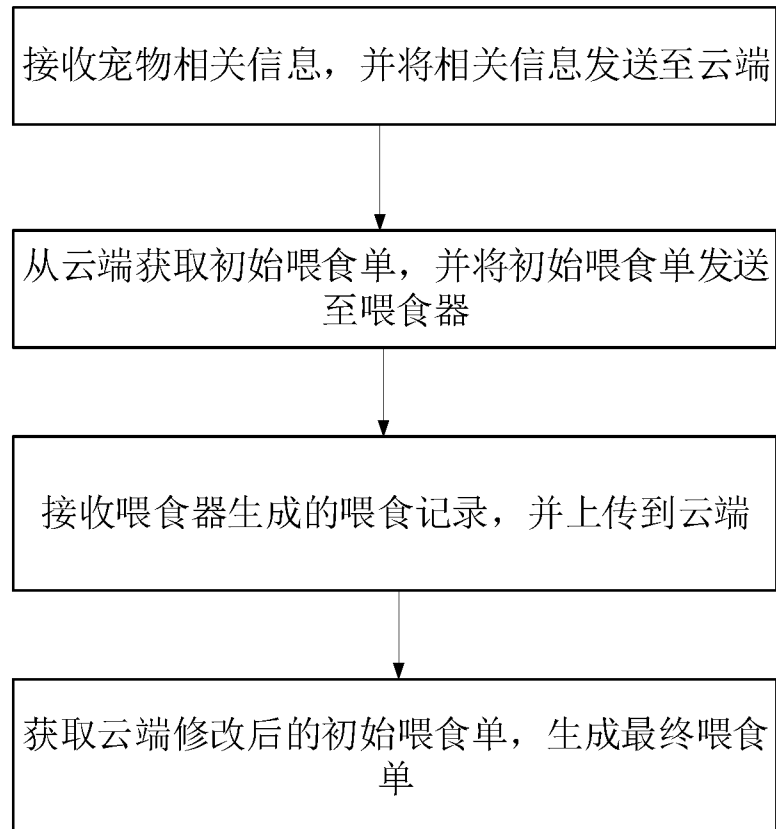 接收宠物相关信息，并将相关信息发送至云端
从云端获取初始喂食单，并将初始喂食单发送
至喂食器
接收喂食器生成的喂食记录，并上传到云端
获取云端修改后的初始喂食单，生成最终喂食
单